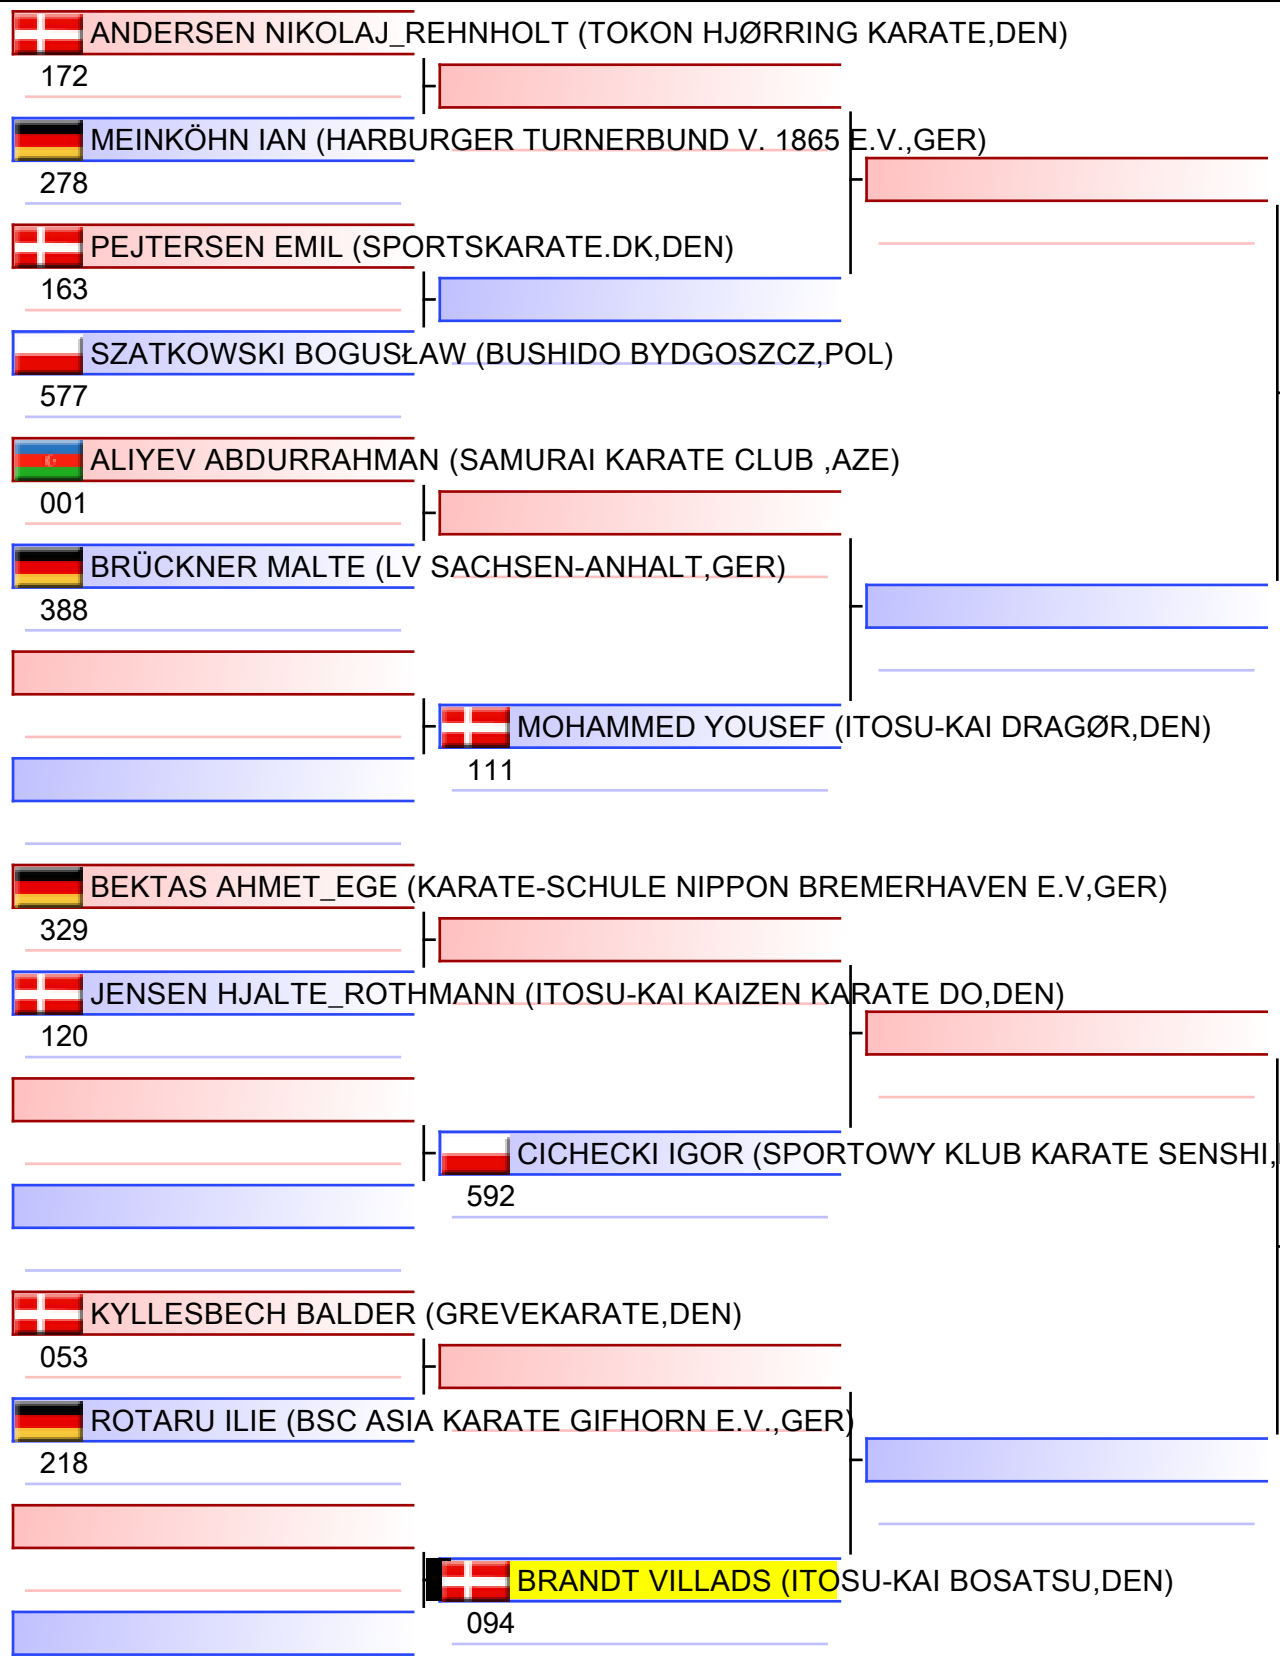 ANDERSEN NIKOLAJ_REHNHOLT (TOKON HJØRRING KARATE,DEN)
172
MEINKÖHN IAN (HARBURGER TURNERBUND V. 1865 E.V.,GER)
278
PEJTERSEN EMIL (SPORTSKARATE.DK,DEN)
163
SZATKOWSKI BOGUSŁAW (BUSHIDO BYDGOSZCZ,POL)
577
ALIYEV ABDURRAHMAN (SAMURAI KARATE CLUB ,AZE)
001
BRÜCKNER MALTE (LV SACHSEN-ANHALT,GER)
388
MOHAMMED YOUSEF (ITOSU-KAI DRAGØR,DEN)
111
BEKTAS AHMET_EGE (KARATE-SCHULE NIPPON BREMERHAVEN E.V,GER)
329
JENSEN HJALTE_ROTHMANN (ITOSU-KAI KAIZEN KARATE DO,DEN)
120
CICHECKI IGOR (SPORTOWY KLUB KARATE SENSHI,
592
KYLLESBECH BALDER (GREVEKARATE,DEN)
053
ROTARU ILIE (BSC ASIA KARATE GIFHORN E.V.,GER)
218
BRANDT VILLADS (ITOSU-KAI BOSATSU,DEN)
094